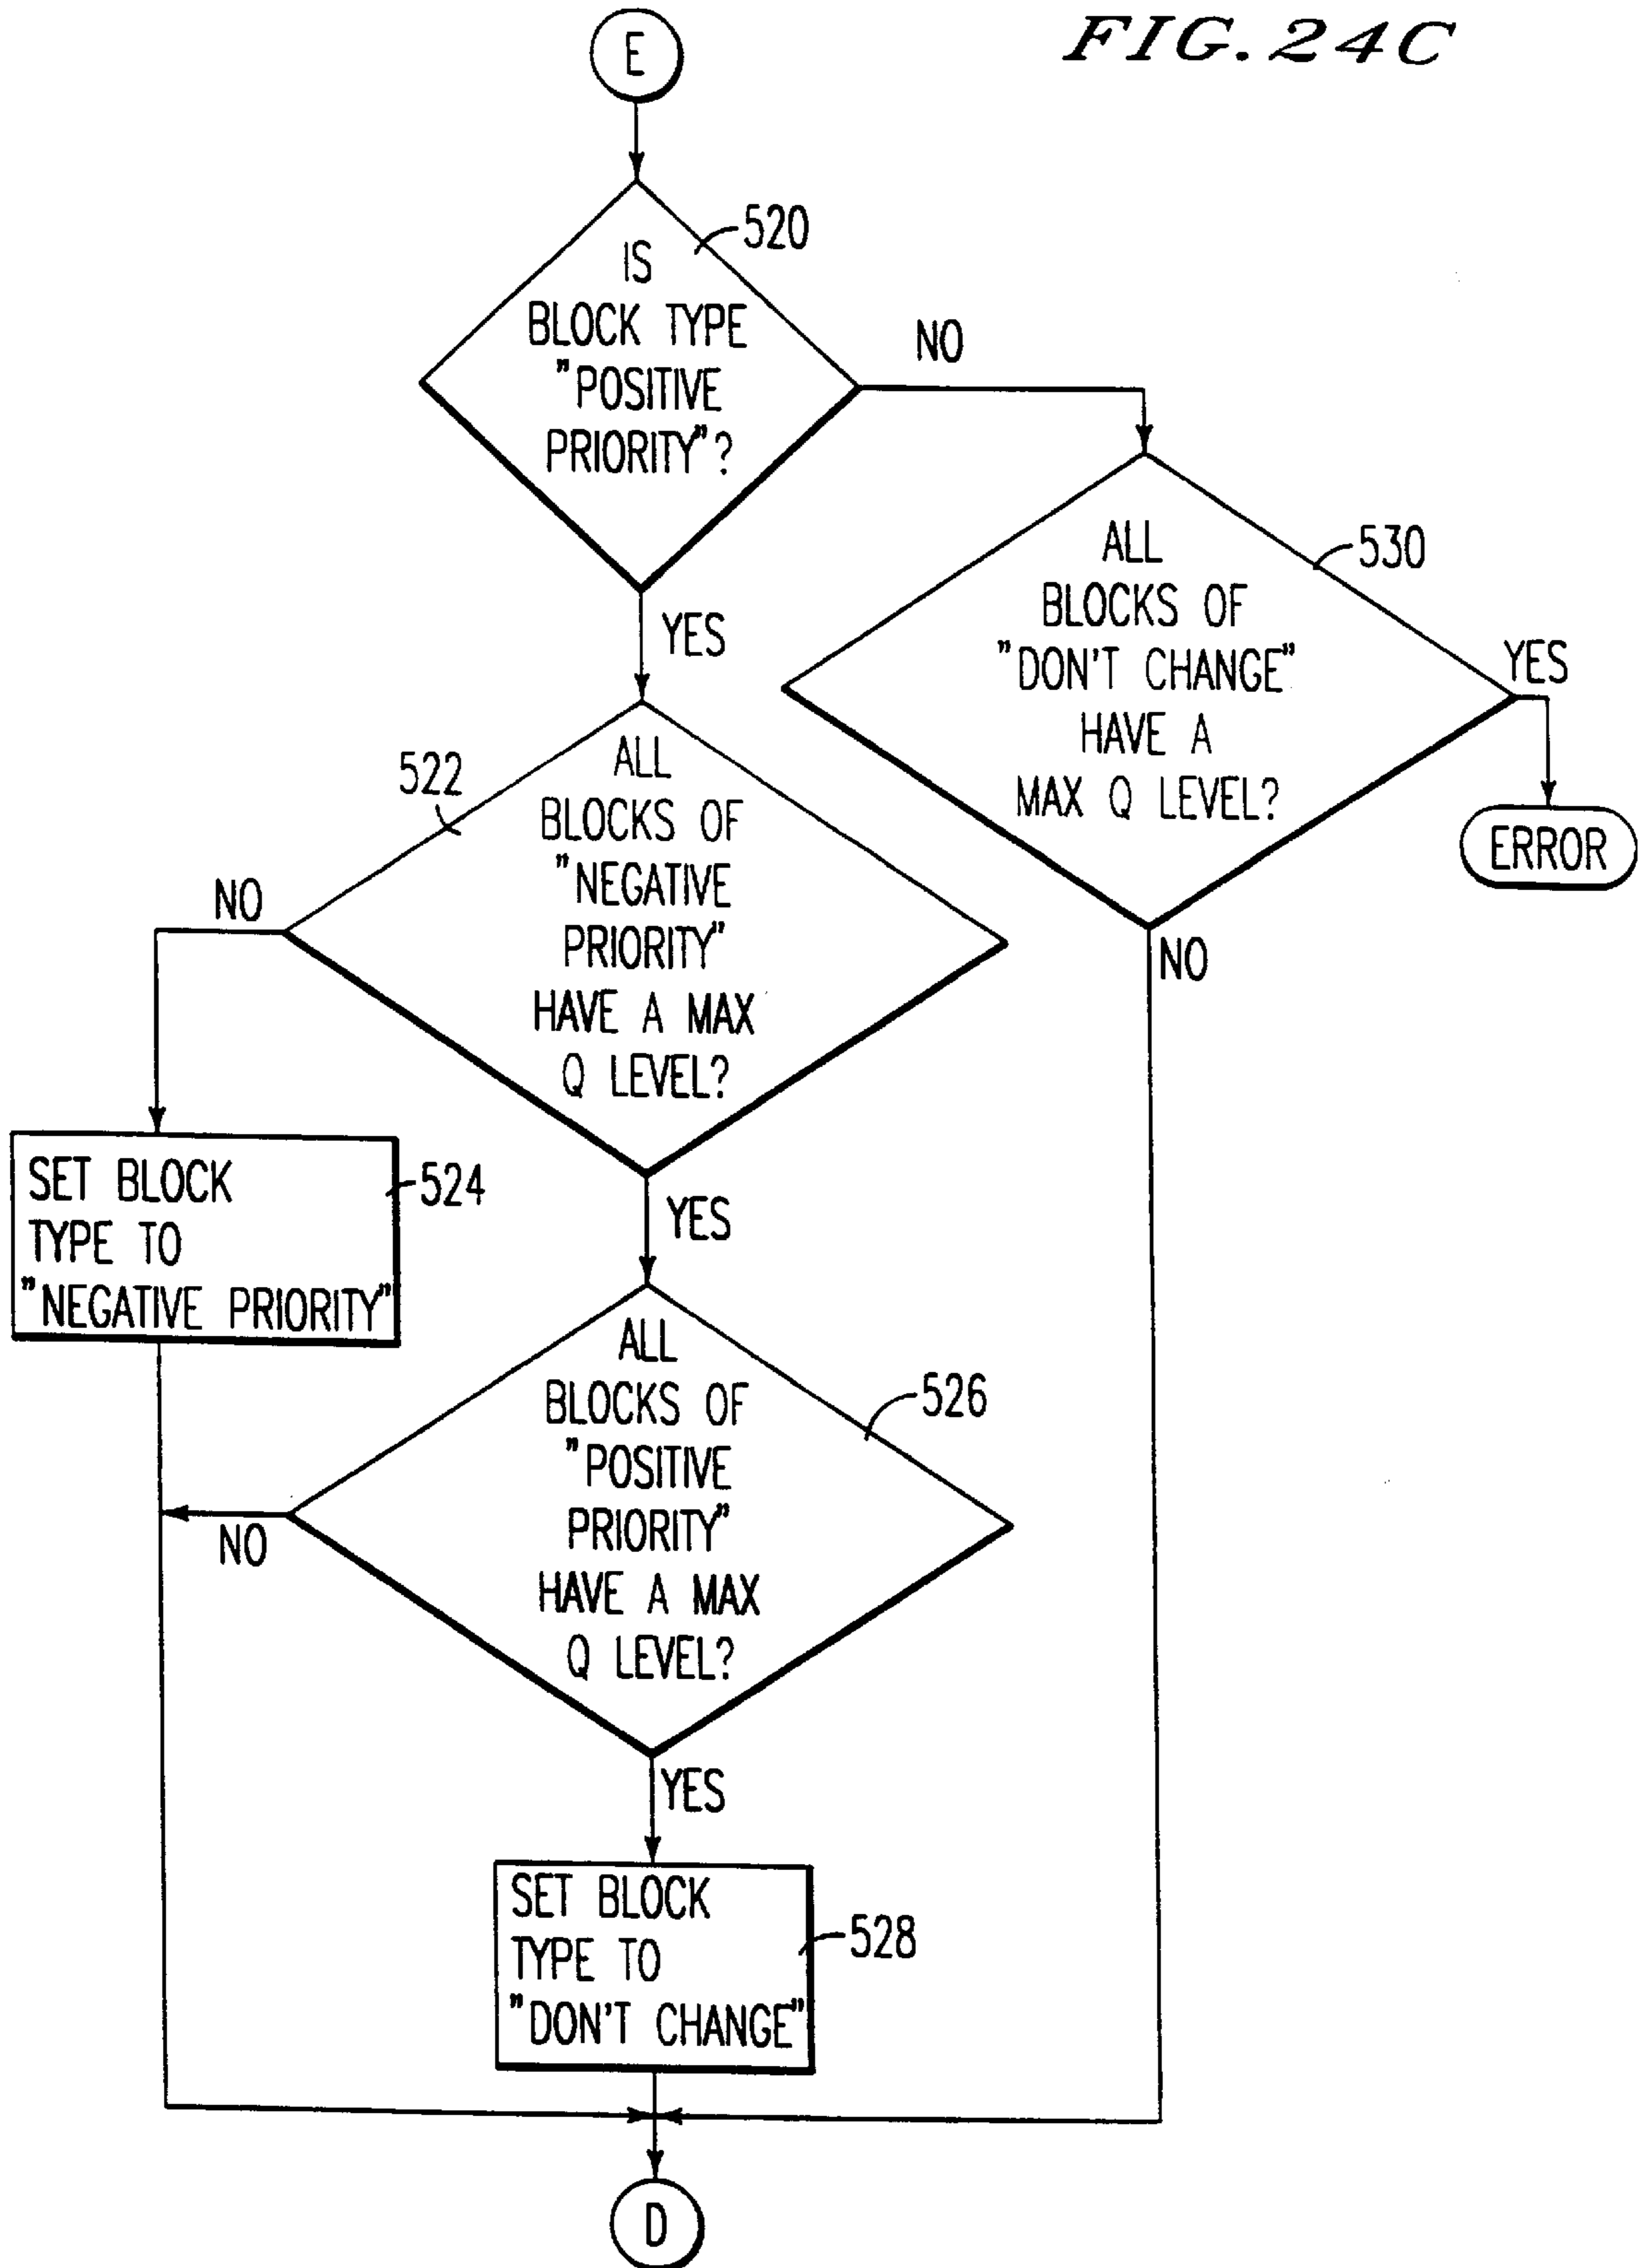 FIG. 24C
E
520
IS
BLOCK TYPE
"POSITIVE
PRIORITY"?
NO
YES
530
ALL
BLOCKS OF
"DON'T CHANGE"
HAVE A
MAX Q LEVEL?
YES
ERROR
NO
522
ALL
BLOCKS OF
"NEGATIVE
PRIORITY"
HAVE A MAX
Q LEVEL?
NO
YES
SET BLOCK
TYPE TO
"NEGATIVE PRIORITY"
524
526
ALL
BLOCKS OF
"POSITIVE
PRIORITY"
HAVE A MAX
Q LEVEL?
NO
YES
SET BLOCK
TYPE TO
"DON'T CHANGE"
528
D